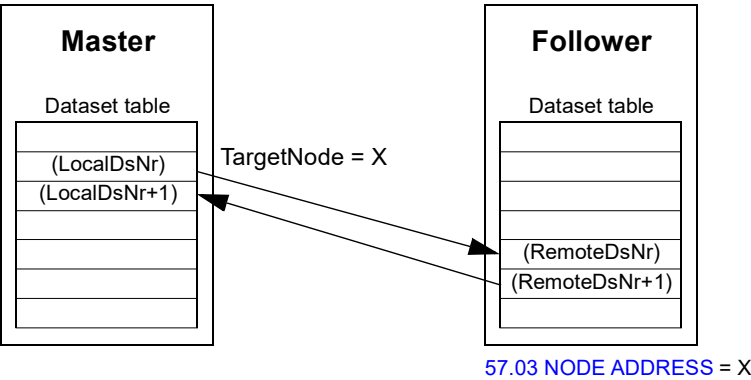 Master
Follower
Dataset table
Dataset table
(LocalDsNr)
TargetNode = X
(LocalDsNr+1)
(RemoteDsNr)
(RemoteDsNr+1)
57.03 NODE ADDRESS = X